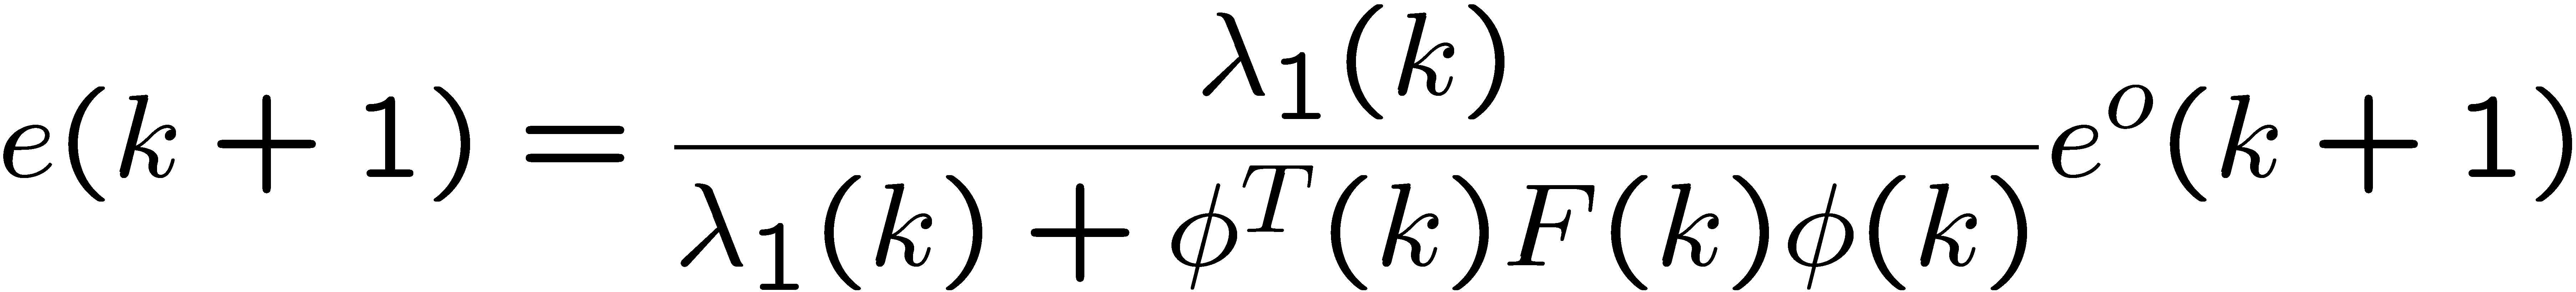 $e(k+1) = \frac{\lambda_1(k)}{\lambda_1(k) + \phi^T(k)F(k)\phi(k)} e^o(k+1)$